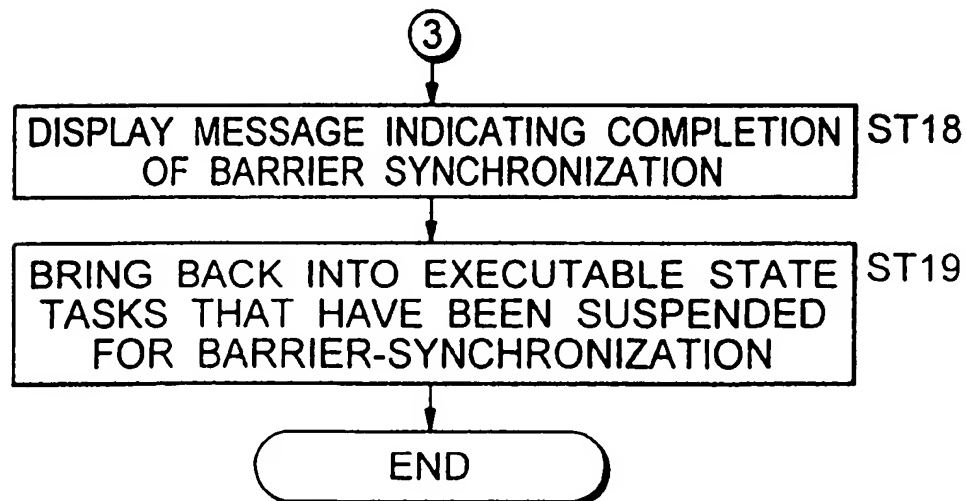 3
DISPLAY MESSAGE INDICATING COMPLETION
OF BARRIER SYNCHRONIZATION
ST18
BRING BACK INTO EXECUTABLE STATE
TASKS THAT HAVE BEEN SUSPENDED
FOR BARRIER-SYNCHRONIZATION
ST19
END